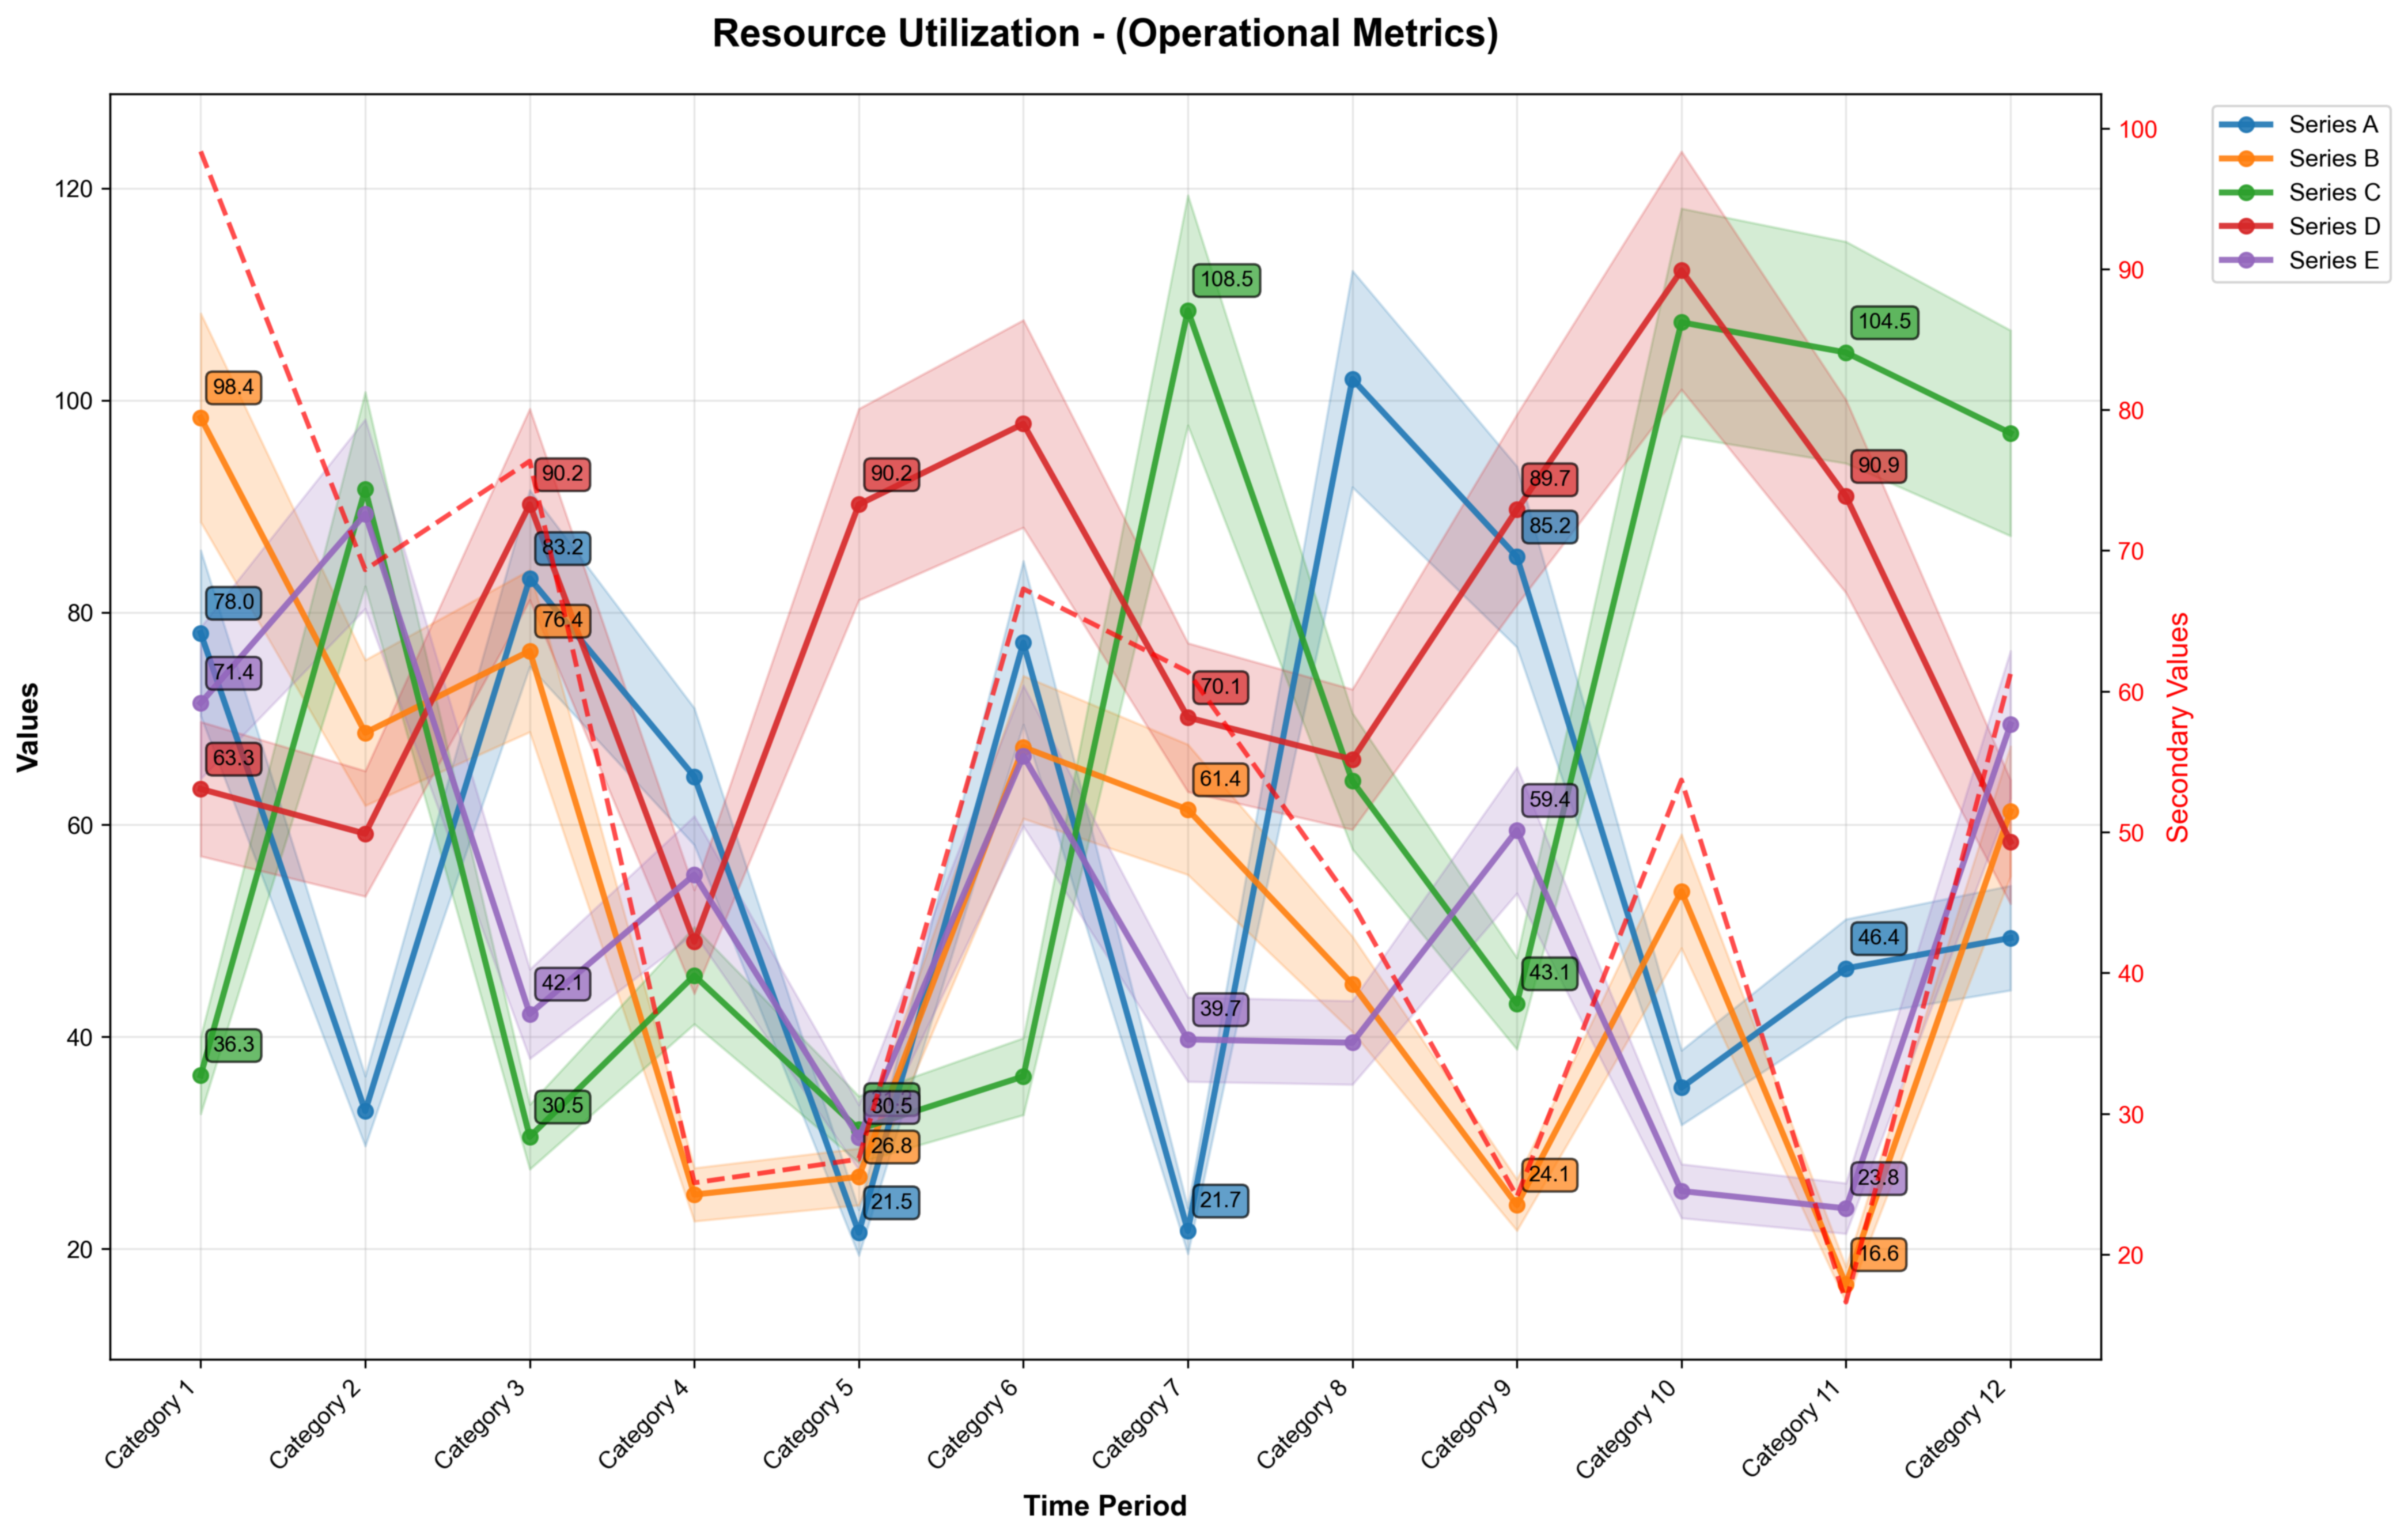 Resource Utilization - (Operational Metrics)
Values
120
100
80
60
40
20
98.4
78.0
71.4
63.3
36.3
90.2
83.2
76.4
42.1
30.5
90.2
30.5
26.8
21.5
108.5
70.1
61.4
39.7
21.7
89.7
85.2
59.4
43.1
24.1
104.5
90.9
46.4
23.8
16.6
100
90
80
70
60
50
40
30
20
Secondary Values
Series A
Series B
Series C
Series D
Series E
Category 1
Category 2
Category 3
Category 4
Category 5
Category 6
Category 7
Category 8
Category 9
Category 10
Category 11
Category 12
Time Period